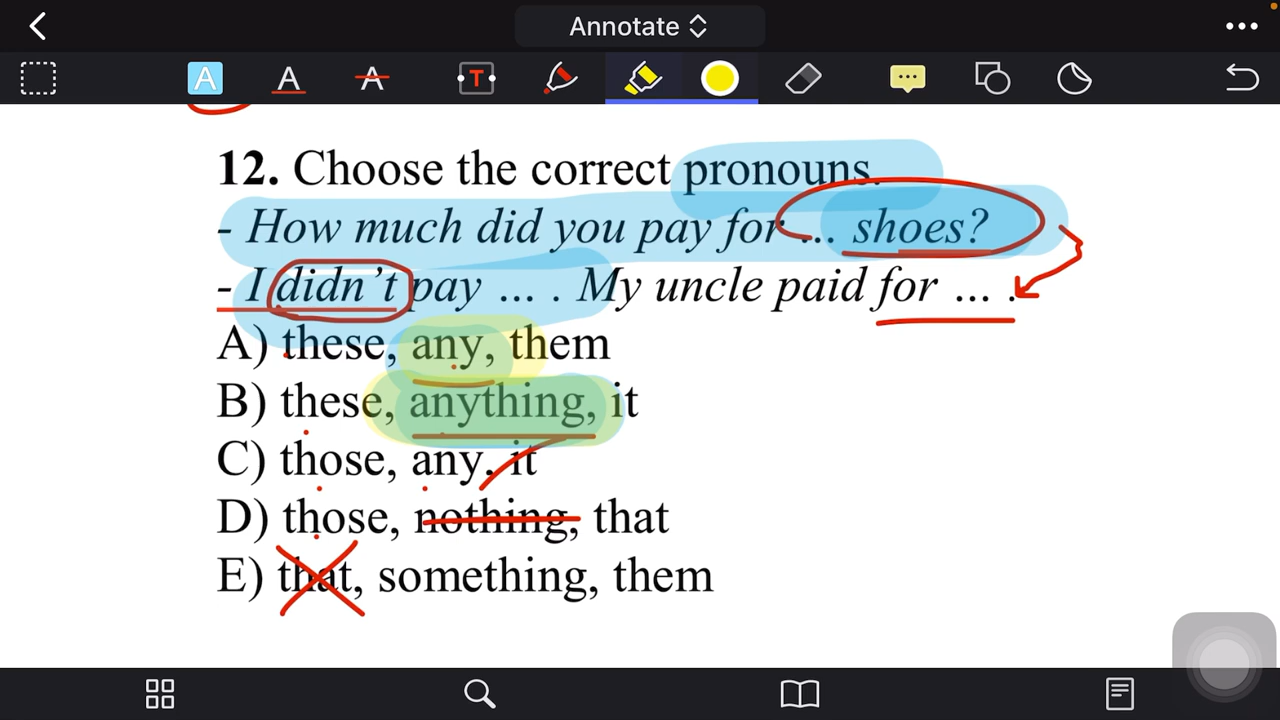 Annotate
A A A T
12. Choose the correct pronouns.
- How much did you pay for ... shoes?
- I didn't pay ... . My uncle paid for ... .
A) these, any, them
B) these, anything, it
C) those, any, it
D) those, nothing, that
E) that, something, them